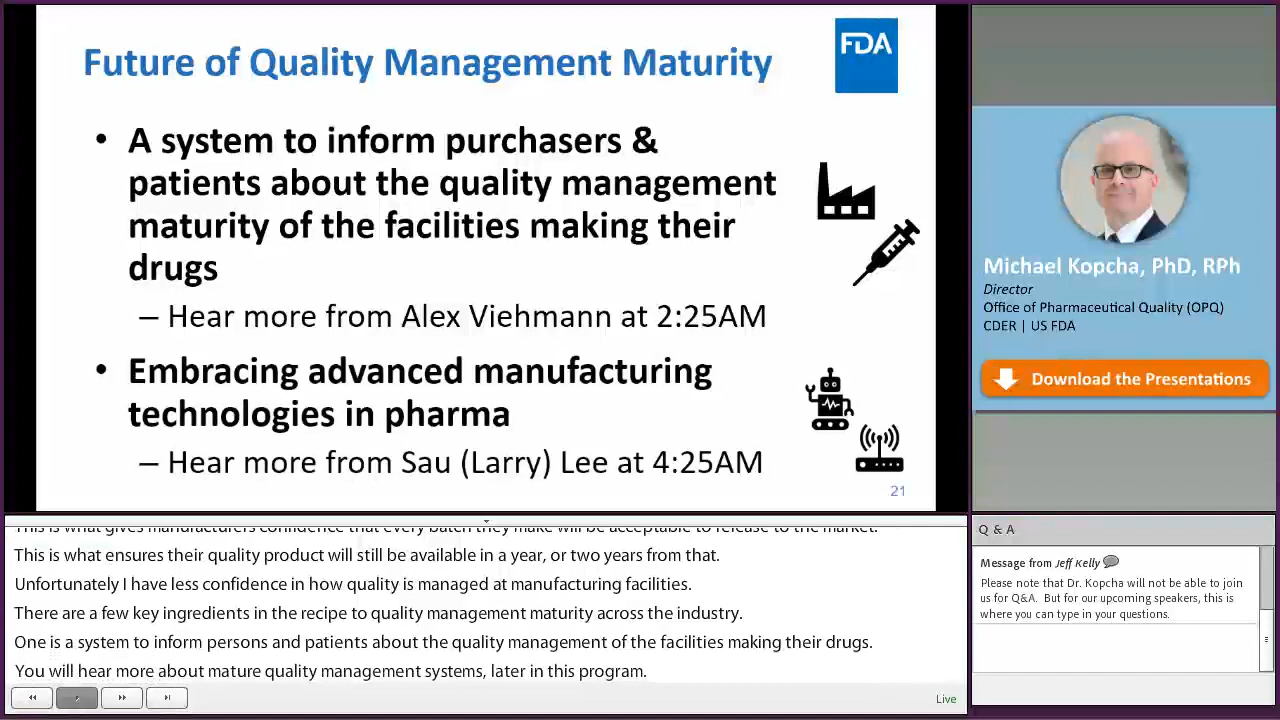 Future of Quality Management Maturity
FDA
• A system to inform purchasers &
patients about the quality management
maturity of the facilities making their
drugs
– Hear more from Alex Viehmann at 2:25AM
• Embracing advanced manufacturing
technologies in pharma
– Hear more from Sau (Larry) Lee at 4:25AM
21
Michael Kopcha, PhD, RPh
Director
Office of Pharmaceutical Quality (OPQ)
CDER | US FDA
Download the Presentations
This is what gives manufacturers confidence that every batch they make will be acceptable to release to the market.
This is what ensures their quality product will still be available in a year, or two years from that.
Unfortunately I have less confidence in how quality is managed at manufacturing facilities.
There are a few key ingredients in the recipe to quality management maturity across the industry.
One is a system to inform persons and patients about the quality management of the facilities making their drugs.
You will hear more about mature quality management systems, later in this program.
Live
Q & A
Message from Jeff Kelly
Please note that Dr. Kopcha will not be able to join
us for Q&A. But for our upcoming speakers, this is
where you can type in your questions.